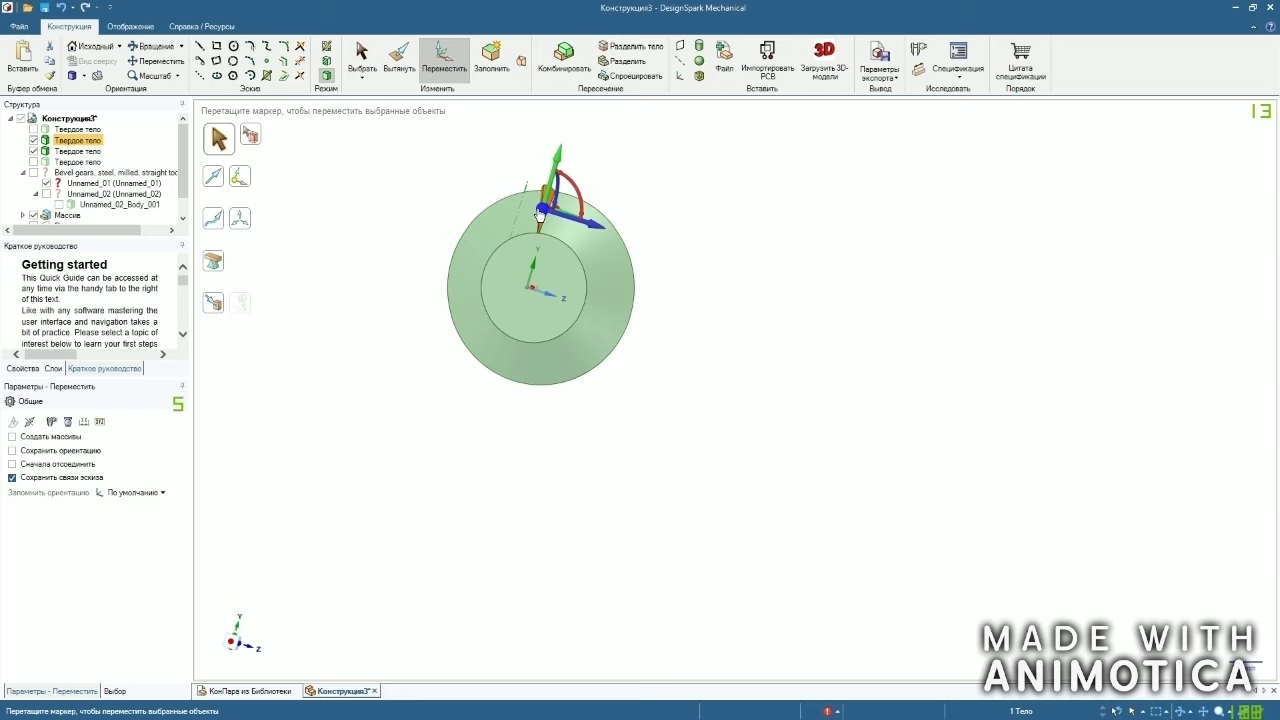 Конструкция3 - DesignSpark Mechanical
Файл Конструкция Отображение Справка / Ресурсы
Исходный Вращение
Вид сверху Переместить
Масштаб
Вставить
Выбрать Вытянуть Переместить Заполнить
Комбинировать
Разделить тело
Разделить
Спроецировать
Файл Импортировать PCB Загрузить 3D-модели
Параметры экспорта
Спецификация
Цитата спецификации
Буфер обмена Ориентация Эскиз Режим Изменить Пересечение Вставить Вывод Исследовать Порядок
Структура
Конструкция3*
Твердое тело
Твердое тело
Твердое тело
Твердое тело
Bevel gears, steel, milled, straight too
Unnamed_01 (Unnamed_01)
Unnamed_02 (Unnamed_02)
Unnamed_02_Body_001
Массив
Краткое руководство
Getting started
This Quick Guide can be accessed at
any time via the handy tab to the right
of this text.
Like with any software mastering the
user interface and navigation takes a
bit of practice. Please select a topic of
interest below to learn your first steps
Свойства Слои Краткое руководство
Параметры - Переместить
Общие
5
Создать массивы
Сохранить ориентацию
Сначала отсоединить
Сохранить связи эскиза
Запомнить ориентацию По умолчанию
Перетащите маркер, чтобы переместить выбранные объекты
13
Y
Z
Y
Z
MADE WITH
ANIMOTICA
Параметры - Переместить Выбор
КонПара из Библиотеки Конструкция3*
Перетащите маркер, чтобы переместить выбранные объекты
1 Тело